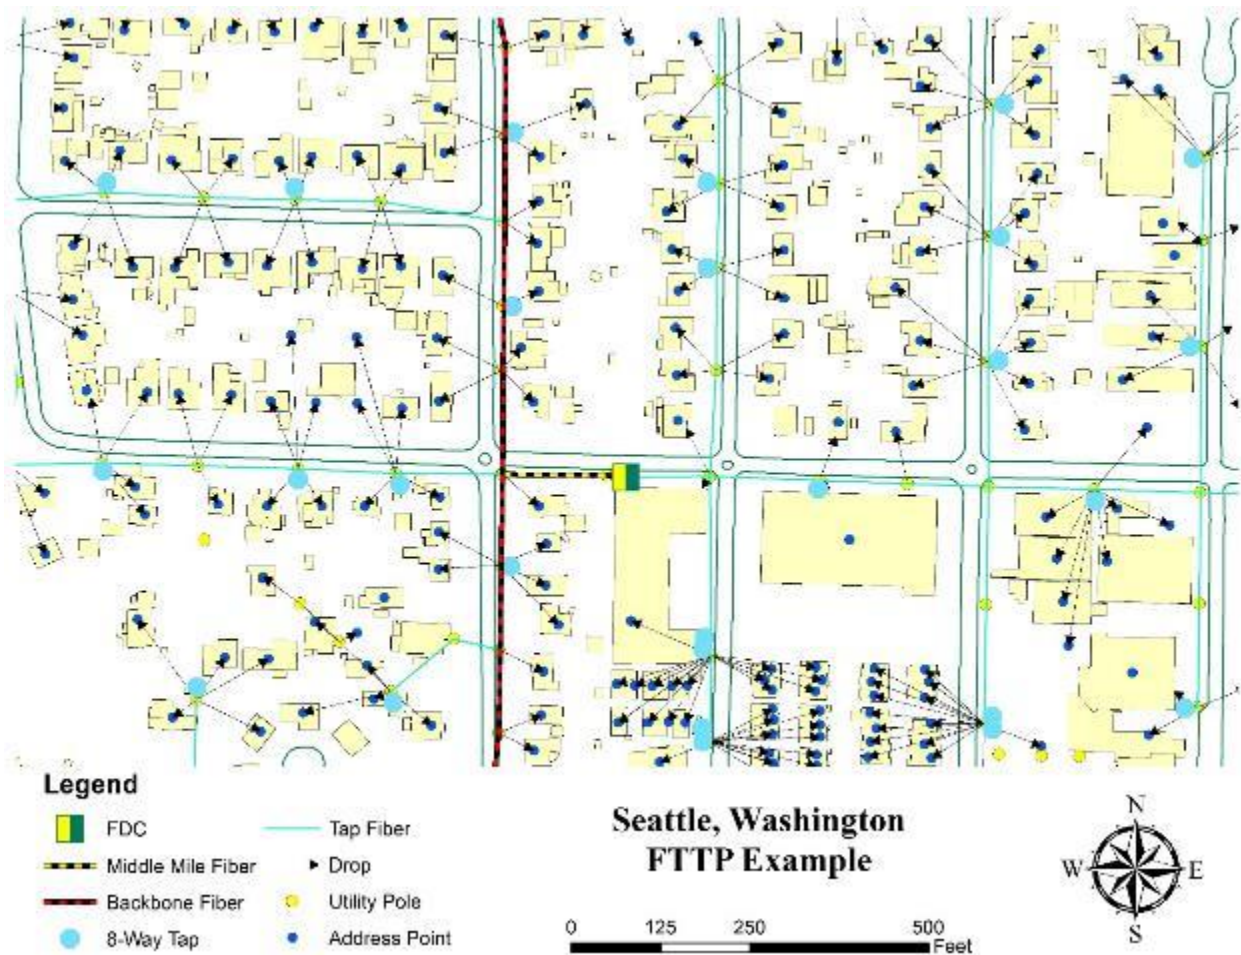 Legend
FDC
Middle Mile Fiber
Backbone Fiber
8-Way Tap
Tap Fiber
Drop
Utility Pole
Address Point
Seattle, Washington
FTTP Example
0 125 250 500
Feet
N
W E
S